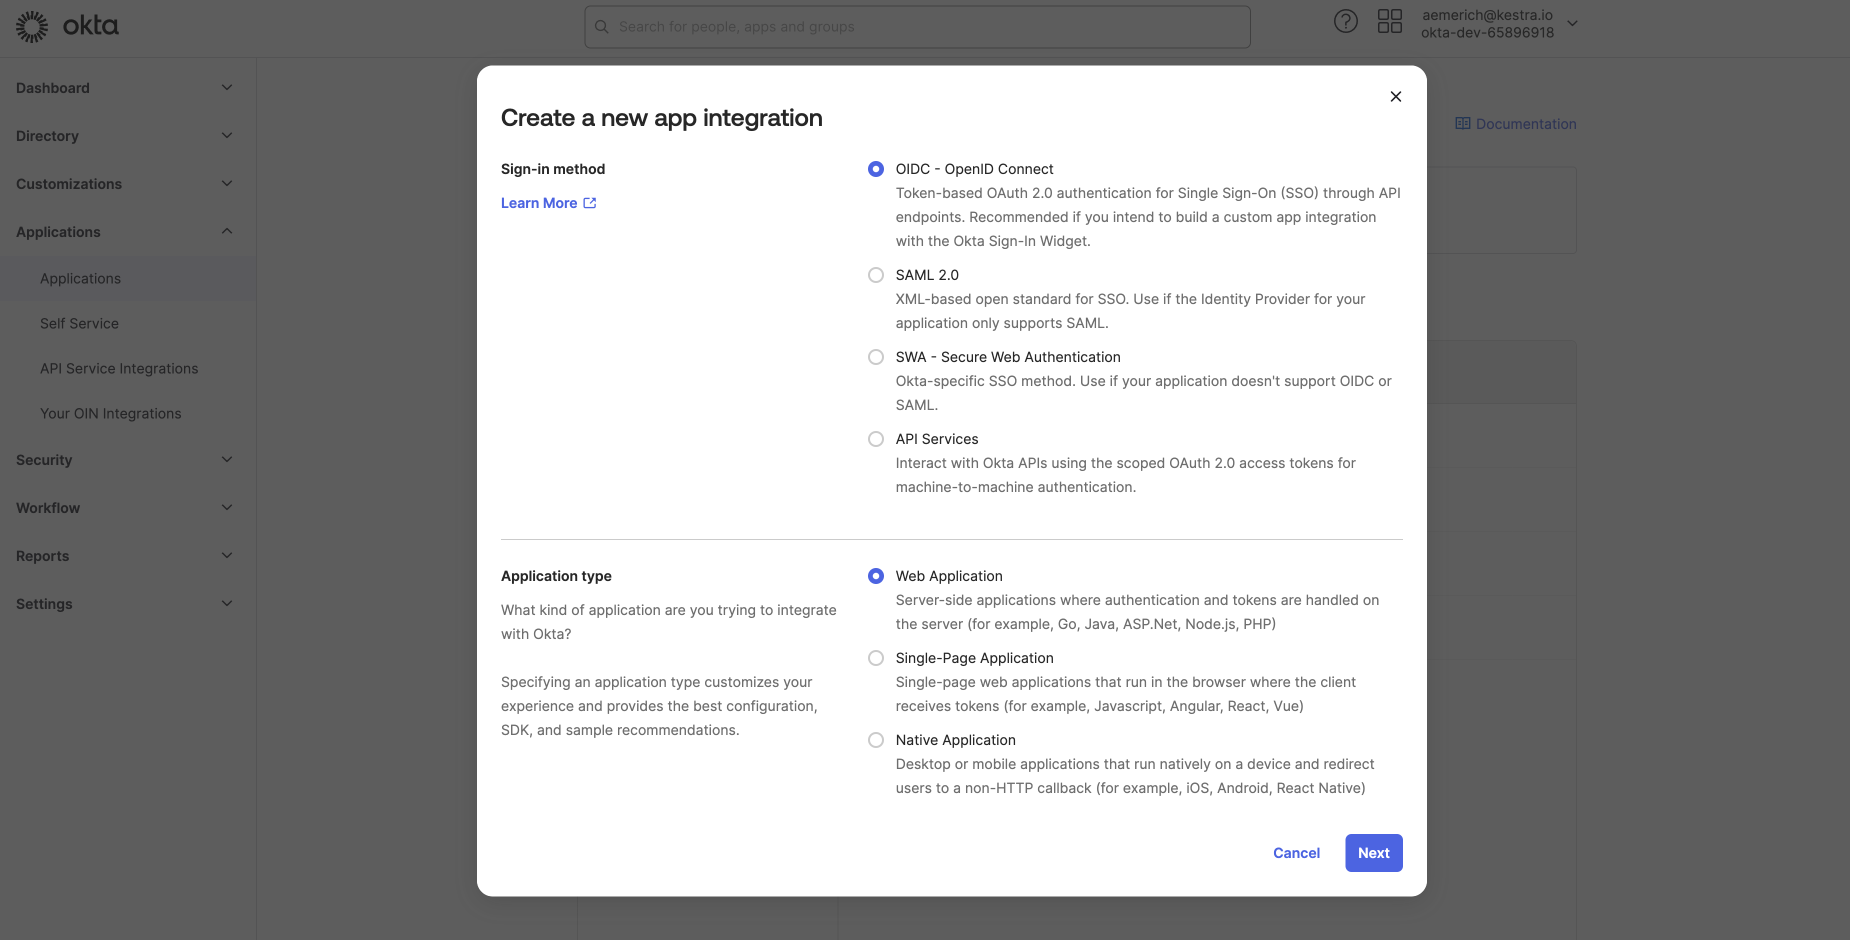 okta
Search for people, apps and groups
aemerich@kestra.io
okta-dev-65896918
Dashboard
Directory
Customizations
Applications
Applications
Self Service
API Service Integrations
Your OIN Integrations
Security
Workflow
Reports
Settings
Documentation
Create a new app integration
Sign-in method
Learn More
OIDC - OpenID Connect
Token-based OAuth 2.0 authentication for Single Sign-On (SSO) through API
endpoints. Recommended if you intend to build a custom app integration
with the Okta Sign-In Widget.
SAML 2.0
XML-based open standard for SSO. Use if the Identity Provider for your
application only supports SAML.
SWA - Secure Web Authentication
Okta-specific SSO method. Use if your application doesn't support OIDC or
SAML.
API Services
Interact with Okta APIs using the scoped OAuth 2.0 access tokens for
machine-to-machine authentication.
Application type
What kind of application are you trying to integrate
with Okta?
Specifying an application type customizes your
experience and provides the best configuration,
SDK, and sample recommendations.
Web Application
Server-side applications where authentication and tokens are handled on
the server (for example, Go, Java, ASP.Net, Node.js, PHP)
Single-Page Application
Single-page web applications that run in the browser where the client
receives tokens (for example, Javascript, Angular, React, Vue)
Native Application
Desktop or mobile applications that run natively on a device and redirect
users to a non-HTTP callback (for example, iOS, Android, React Native)
Cancel
Next